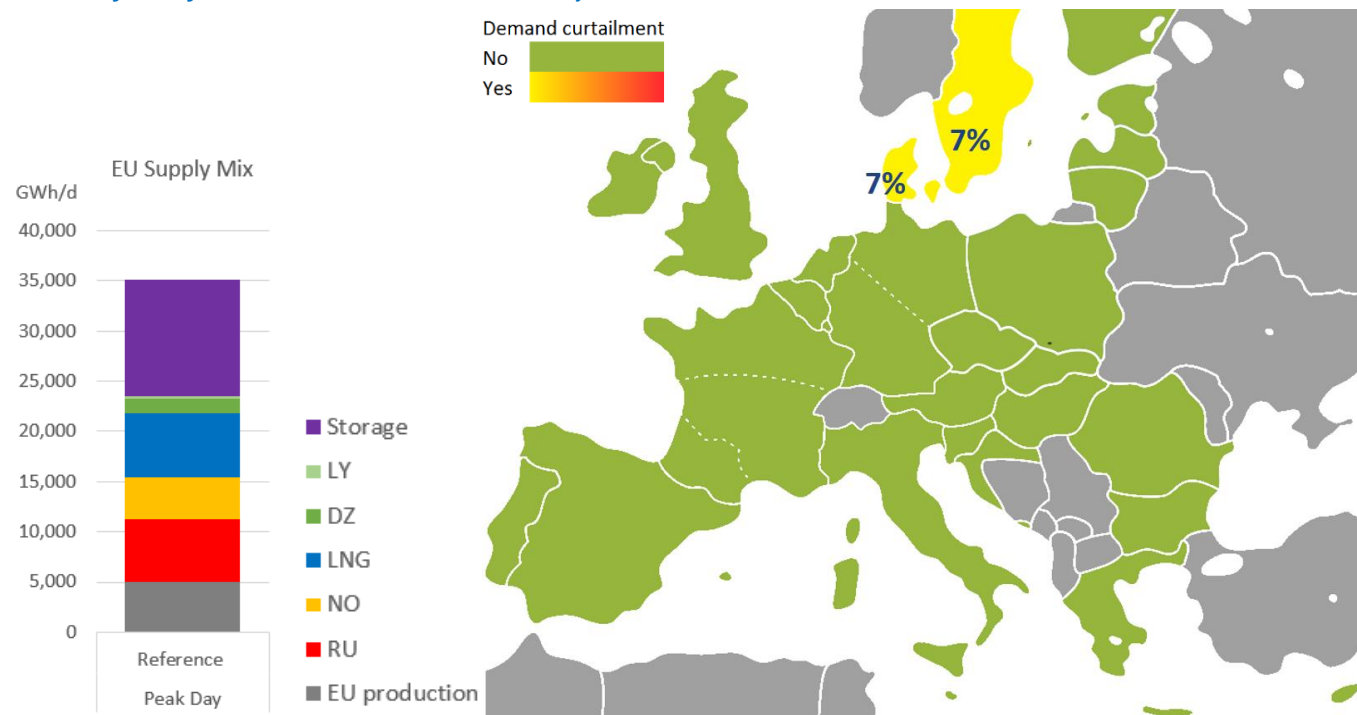 EU Supply Mix
GWh/d
40,000
35,000
30,000
25,000
20,000
15,000
10,000
5,000
0
Reference
Peak Day
Storage
LY
DZ
LNG
NO
RU
EU production
Demand curtailment
No
Yes
7%
7%